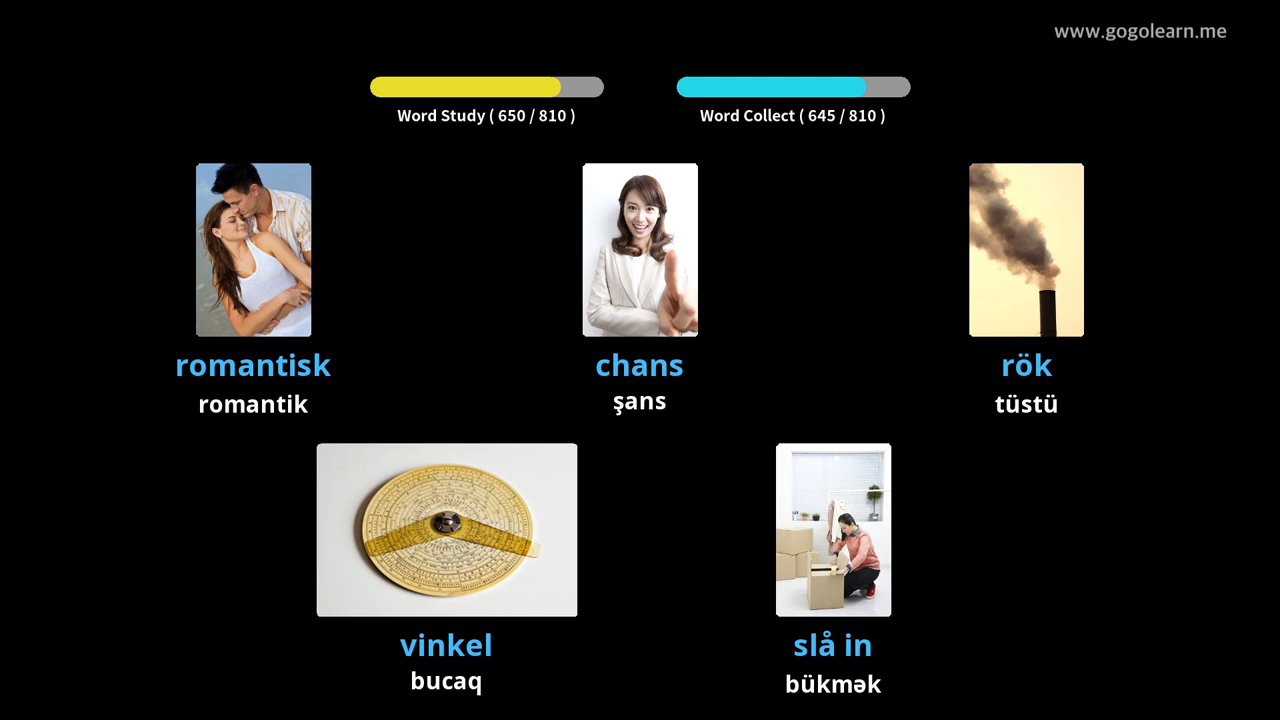 www.gogolearn.me
Word Study ( 650 / 810 )
Word Collect ( 645 / 810 )
romantisk
romantik
chans
şans
rök
tüstü
vinkel
bucaq
slå in
bükmək